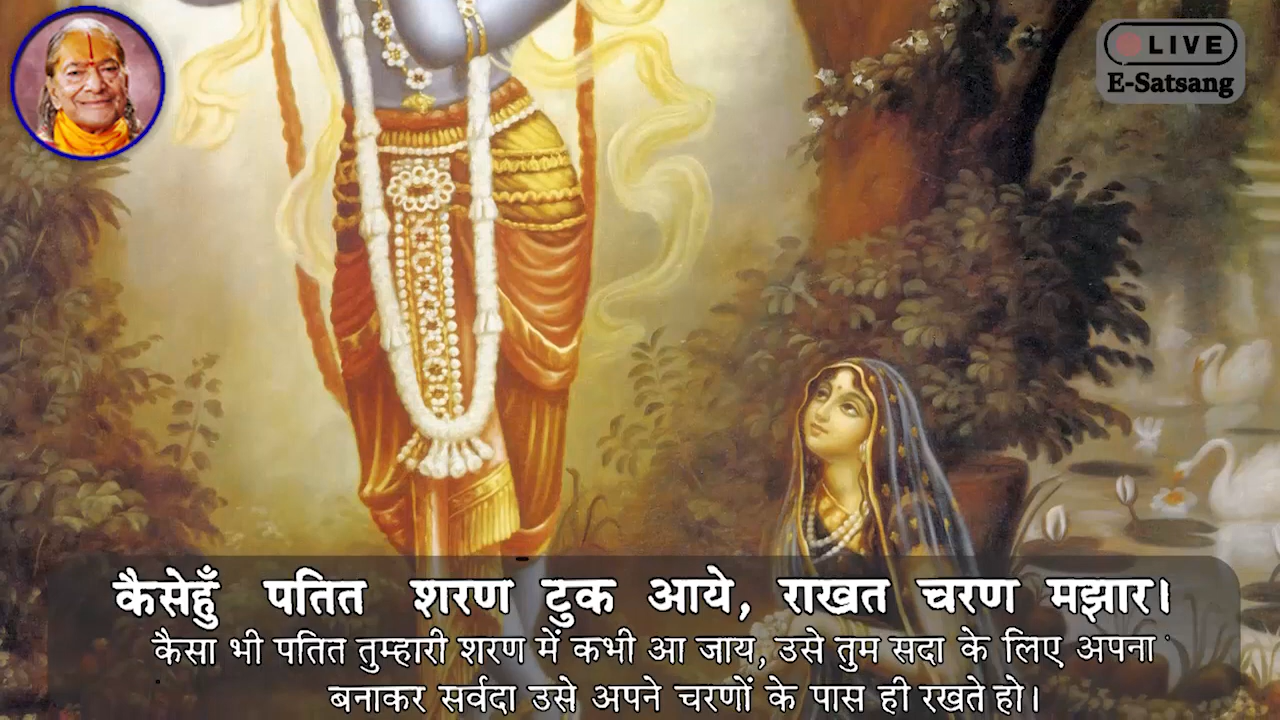 LIVE
E-Satsang
कैसेहुँ पतित शरण टुक आये, राखत चरण मझार।
कैसा भी पतित तुम्हारी शरण में कभी आ जाय, उसे तुम सदा के लिए अपना
बनाकर सर्वदा उसे अपने चरणों के पास ही रखते हो।